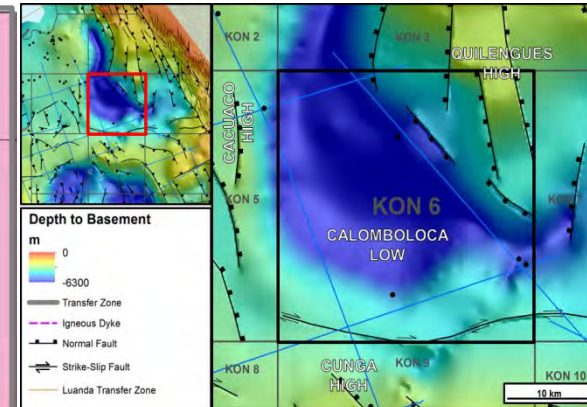 Depth to Basement
m
0
-6300
Transfer Zone
Igneous Dyke
Normal Fault
Strike-Slip Fault
Luanda Transfer Zone
KON 2
KON 3
QUILENGUES
HIGH
CACUACO
HIGH
KON 5
KON 6
CALOMBOLOCA
LOW
KON 8
CUNGA
HIGH
KON 9
KON 10
10 km